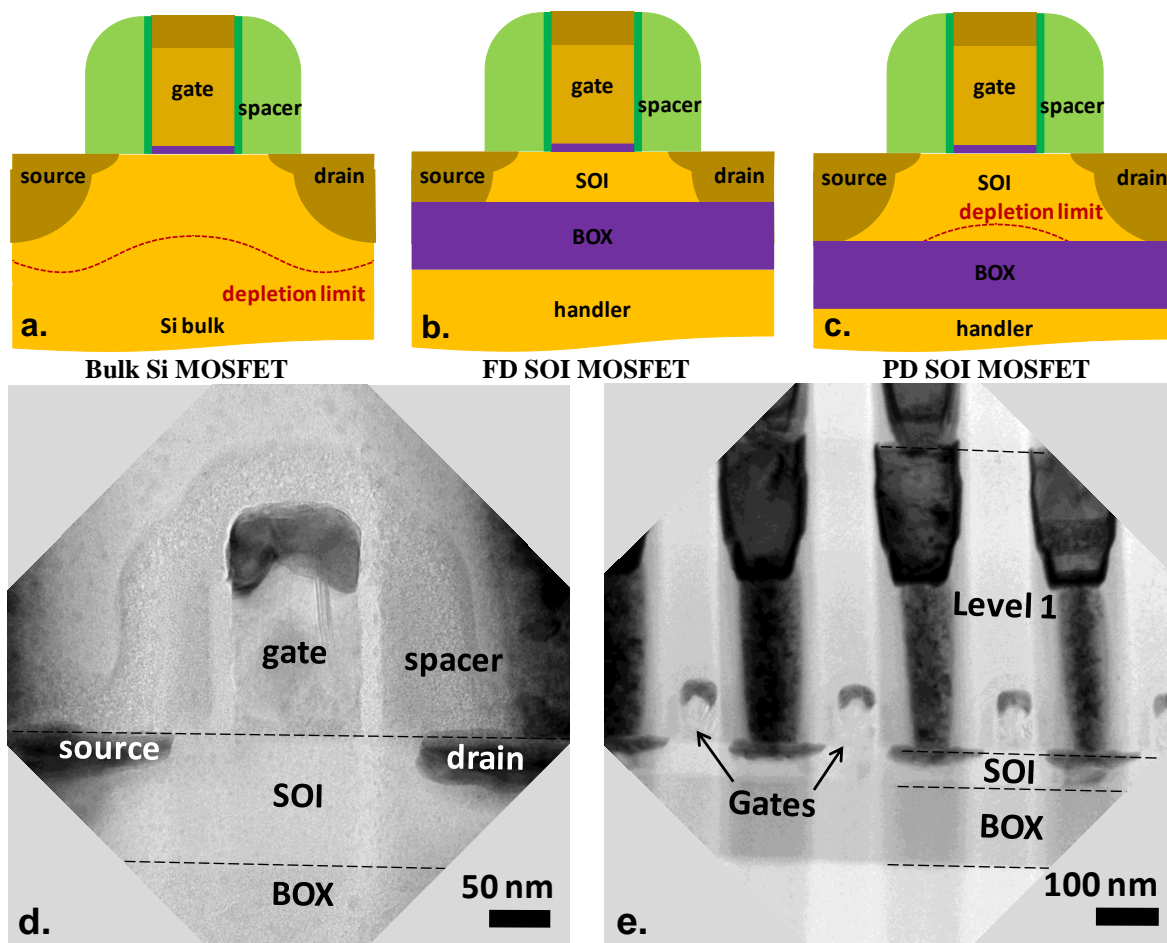 gate
spacer
source
drain
depletion limit
Si bulk
a.
Bulk Si MOSFET
gate
spacer
source
SOI
drain
BOX
handler
b.
FD SOI MOSFET
gate
spacer
source
SOI
drain
depletion limit
BOX
handler
c.
PD SOI MOSFET
gate
spacer
source
drain
SOI
BOX
50 nm
d.
Level 1
SOI
Gates
BOX
100 nm
e.